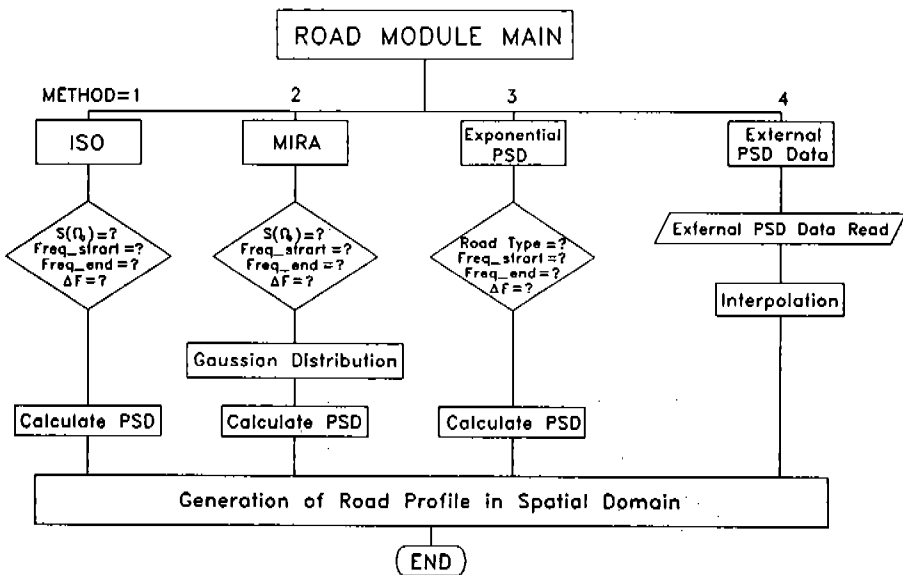 ROAD MODULE MAIN
METHOD=1
2
3
4
ISO
MIRA
Exponential
PSD
External
PSD Data
S(Ω₀)=?
Freq_strart=?
Freq_end=?
ΔF=?
S(Ω₀)=?
Freq_strart=?
Freq_end=?
ΔF=?
Road Type=?
Freq_strart=?
Freq_end=?
ΔF=?
External PSD Data Read
Interpolation
Gaussian Distribution
Calculate PSD
Calculate PSD
Calculate PSD
Generation of Road Profile in Spatial Domain
END